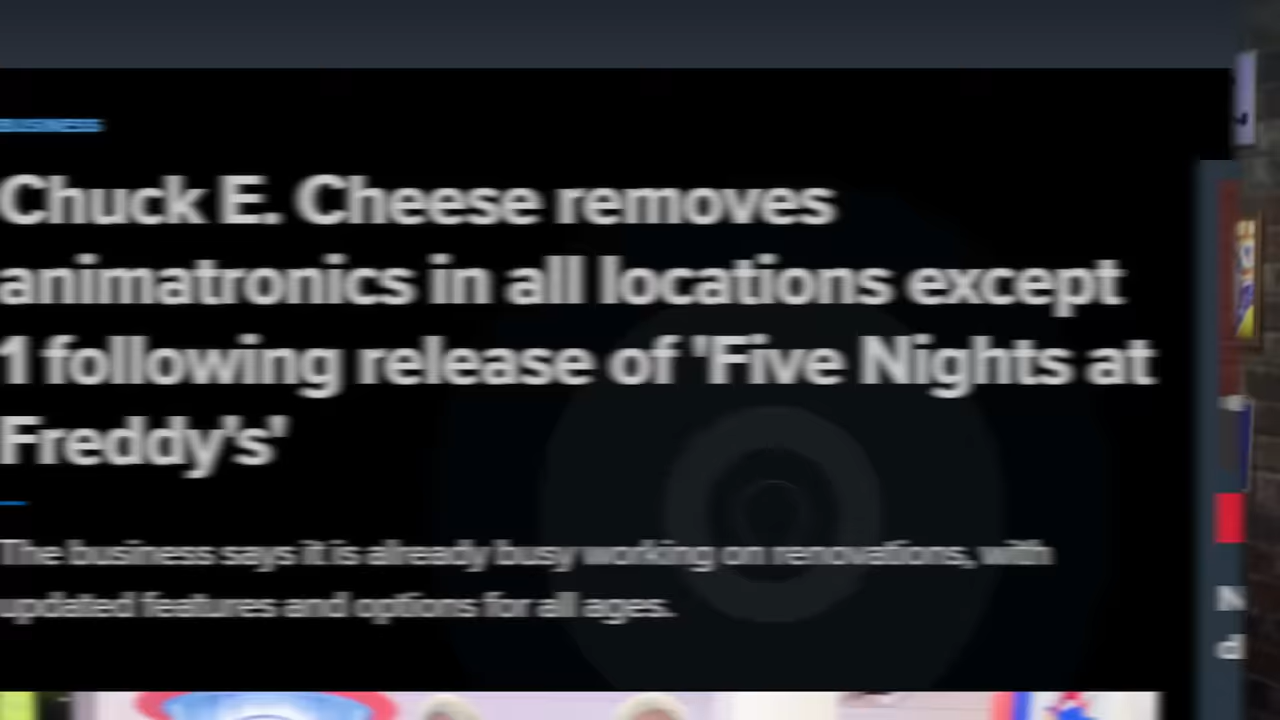 BUSINESS
Chuck E. Cheese removes
animatronics in all locations except
1 following release of 'Five Nights at
Freddy's'
The business says it is already busy working on renovations, with
updated features and options for all ages.
N
d